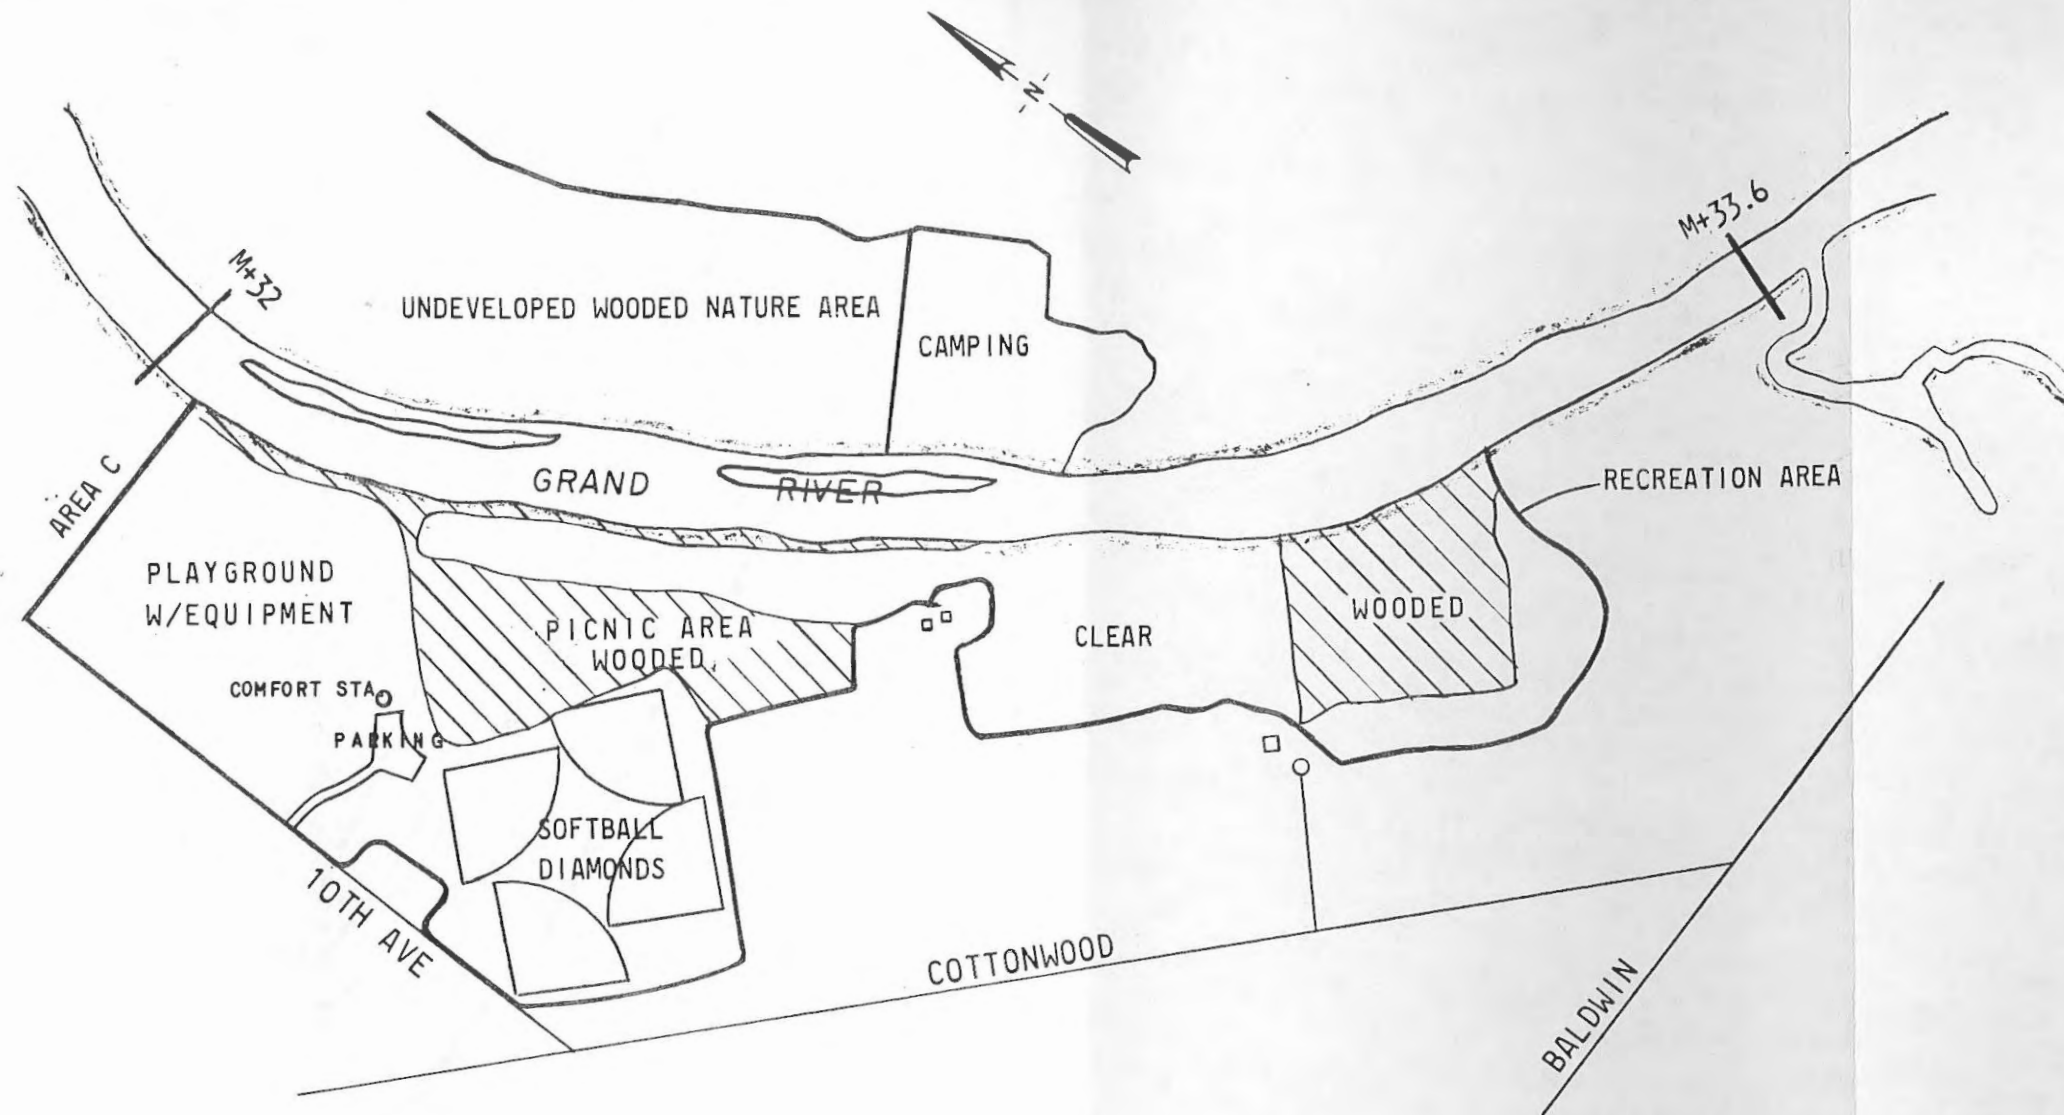 N
M+33.6
M+32
UNDEVELOPED WOODED NATURE AREA
CAMPING
GRAND RIVER
RECREATION AREA
AREA C
PLAYGROUND
W/EQUIPMENT
PICNIC AREA
WOODED
WOODED
CLEAR
COMFORT STA
PARKING
SOFTBALL
DIAMONDS
10TH AVE
COTTONWOOD
BALDWIN